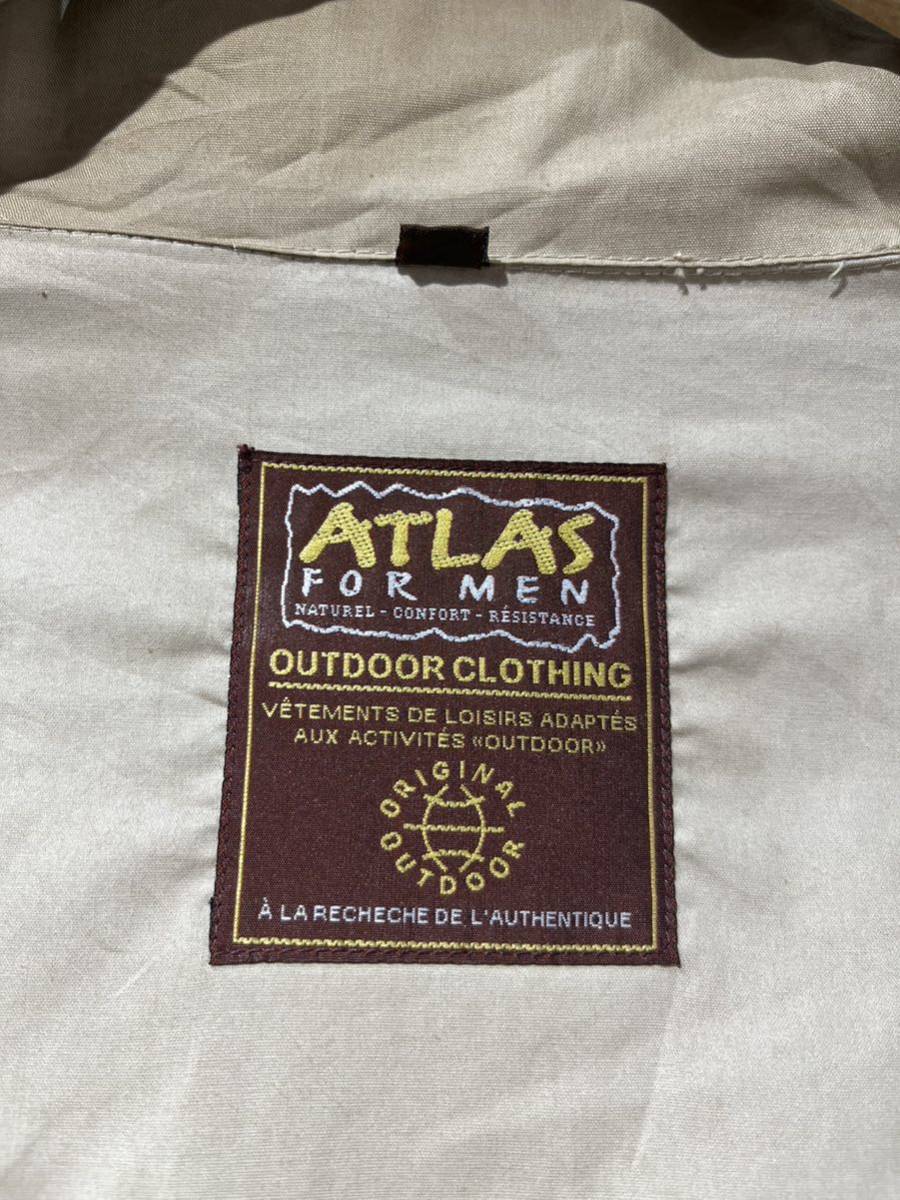 ATLAS
FOR MEN
NATUREL - CONFORT - RÉSISTANCE
OUTDOOR CLOTHING
VÊTEMENTS DE LOISIRS ADAPTÉS
AUX ACTIVITÉS «OUTDOOR»
ORIGINAL
OUTDOOR
À LA RECHECHE DE L'AUTHENTIQUE